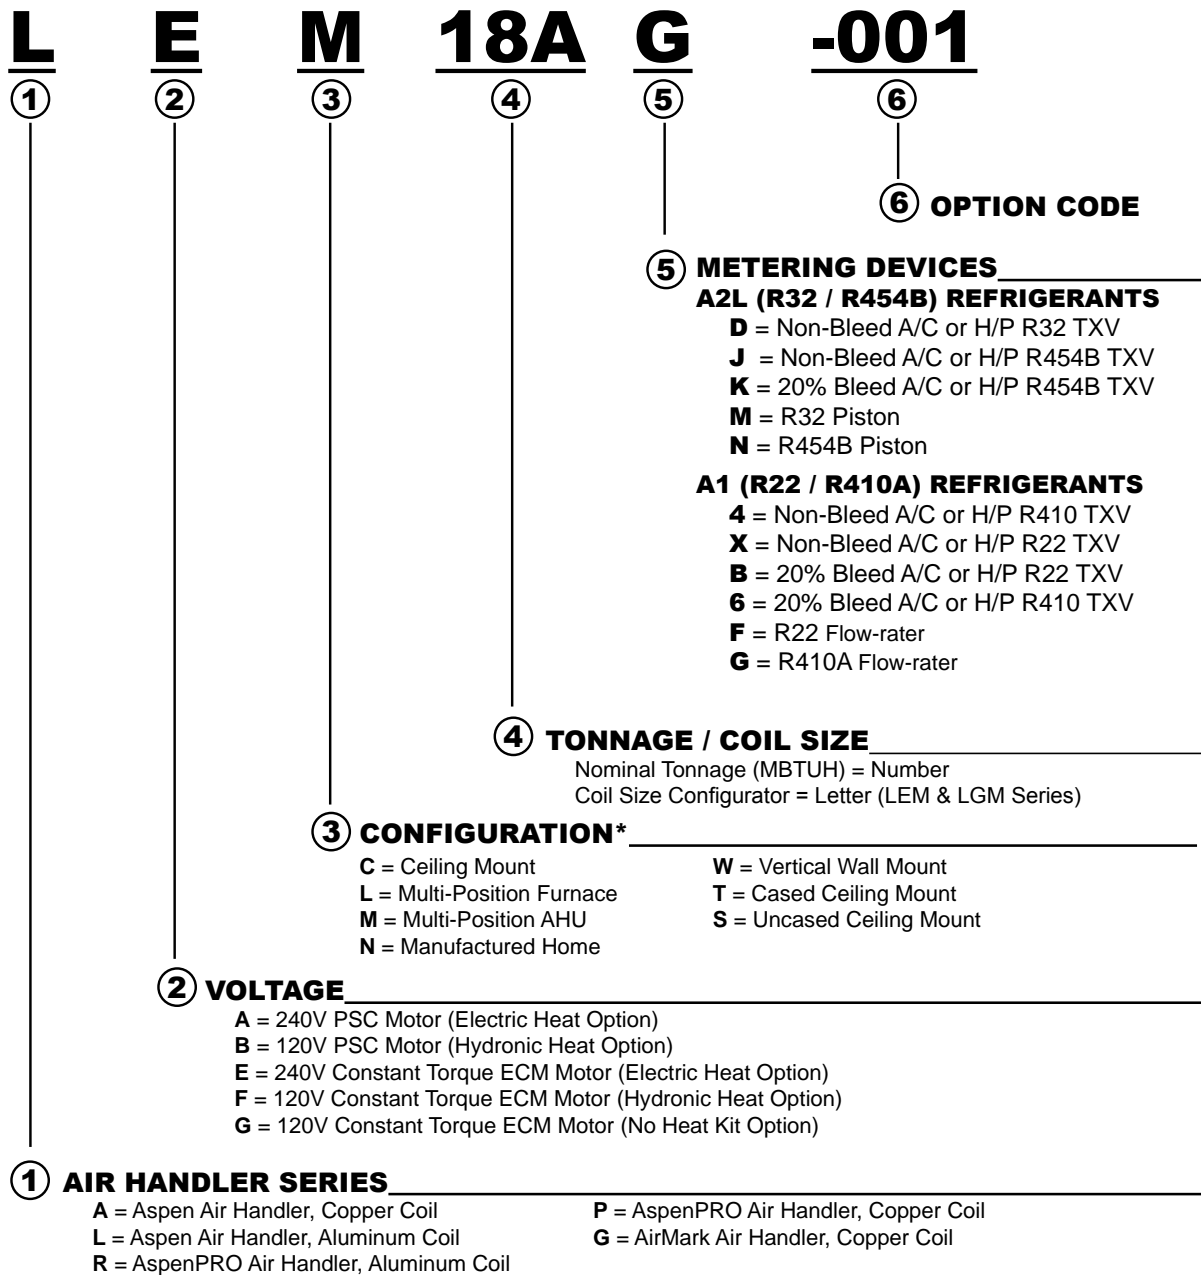 L E M 18A G -001
1 2 3 4 5 6
6 OPTION CODE
5 METERING DEVICES
A2L (R32 / R454B) REFRIGERANTS
D = Non-Bleed A/C or H/P R32 TXV
J = Non-Bleed A/C or H/P R454B TXV
K = 20% Bleed A/C or H/P R454B TXV
M = R32 Piston
N = R454B Piston
A1 (R22 / R410A) REFRIGERANTS
4 = Non-Bleed A/C or H/P R410 TXV
X = Non-Bleed A/C or H/P R22 TXV
B = 20% Bleed A/C or H/P R22 TXV
6 = 20% Bleed A/C or H/P R410 TXV
F = R22 Flow-rater
G = R410A Flow-rater
4 TONNAGE / COIL SIZE
Nominal Tonnage (MBTUH) = Number
Coil Size Configurator = Letter (LEM & LGM Series)
3 CONFIGURATION*
C = Ceiling Mount
L = Multi-Position Furnace
M = Multi-Position AHU
N = Manufactured Home
W = Vertical Wall Mount
T = Cased Ceiling Mount
S = Uncased Ceiling Mount
2 VOLTAGE
A = 240V PSC Motor (Electric Heat Option)
B = 120V PSC Motor (Hydronic Heat Option)
E = 240V Constant Torque ECM Motor (Electric Heat Option)
F = 120V Constant Torque ECM Motor (Hydronic Heat Option)
G = 120V Constant Torque ECM Motor (No Heat Kit Option)
1 AIR HANDLER SERIES
A = Aspen Air Handler, Copper Coil
L = Aspen Air Handler, Aluminum Coil
R = AspenPRO Air Handler, Aluminum Coil
P = AspenPRO Air Handler, Copper Coil
G = AirMark Air Handler, Copper Coil